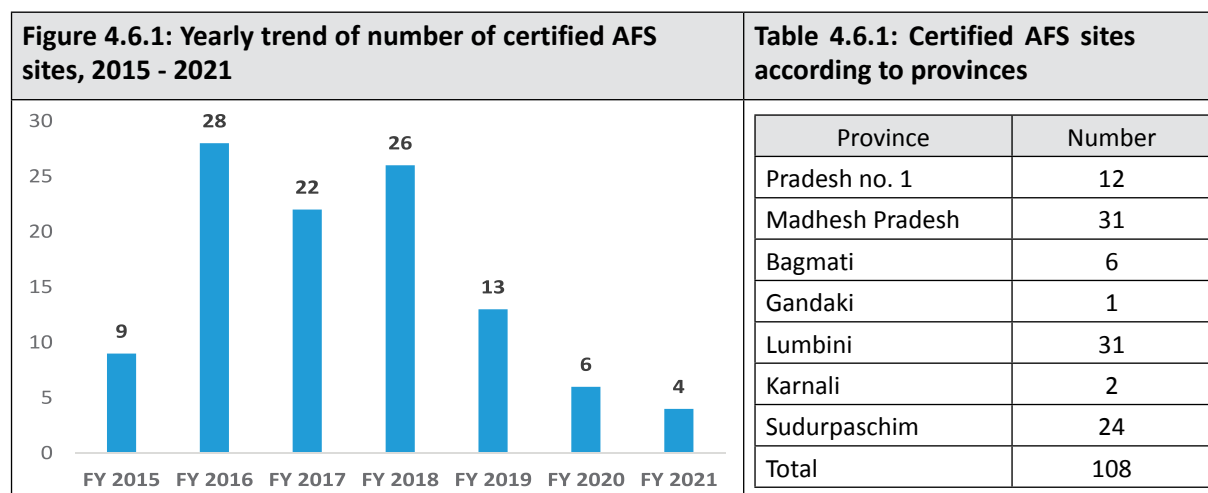 Figure 4.6.1: Yearly trend of number of certified AFS
sites, 2015 - 2021
30
25
20
15
10
5
0
9
28
22
26
13
6
4
FY 2015 FY 2016 FY 2017 FY 2018 FY 2019 FY 2020 FY 2021
Table 4.6.1: Certified AFS sites
according to provinces
Province Number
Pradesh no. 1 12
Madhesh Pradesh 31
Bagmati 6
Gandaki 1
Lumbini 31
Karnali 2
Sudurpaschim 24
Total 108